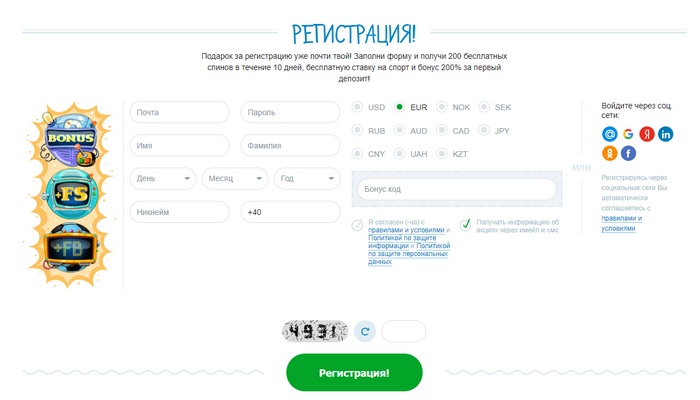 РЕГИСТРАЦИЯ!
Подарок за регистрацию уже почти твой! Заполни форму и получи 200 бесплатных
спинов в течение 10 дней, бесплатную ставку на спорт и бонус 200% за первый
депозит!
BONUS
+FS
+FB
Почта
Пароль
Имя
Фамилия
День
Месяц
Год
Никнейм
+40
USD
EUR
NOK
SEK
RUB
AUD
CAD
JPY
CNY
UAH
KZT
Бонус код
Я согласен (-на) с
правилами и условиями и
Политикой по защите
информации и Политикой
по защите персональных
данных
Получать информацию об
акциях через имейл и смс
ИЛИ
Войдите через соц.
сети:
Регистрируясь через
социальные сети Вы
автоматически
соглашаетесь с
правилами и
условиями
4931
Регистрация!